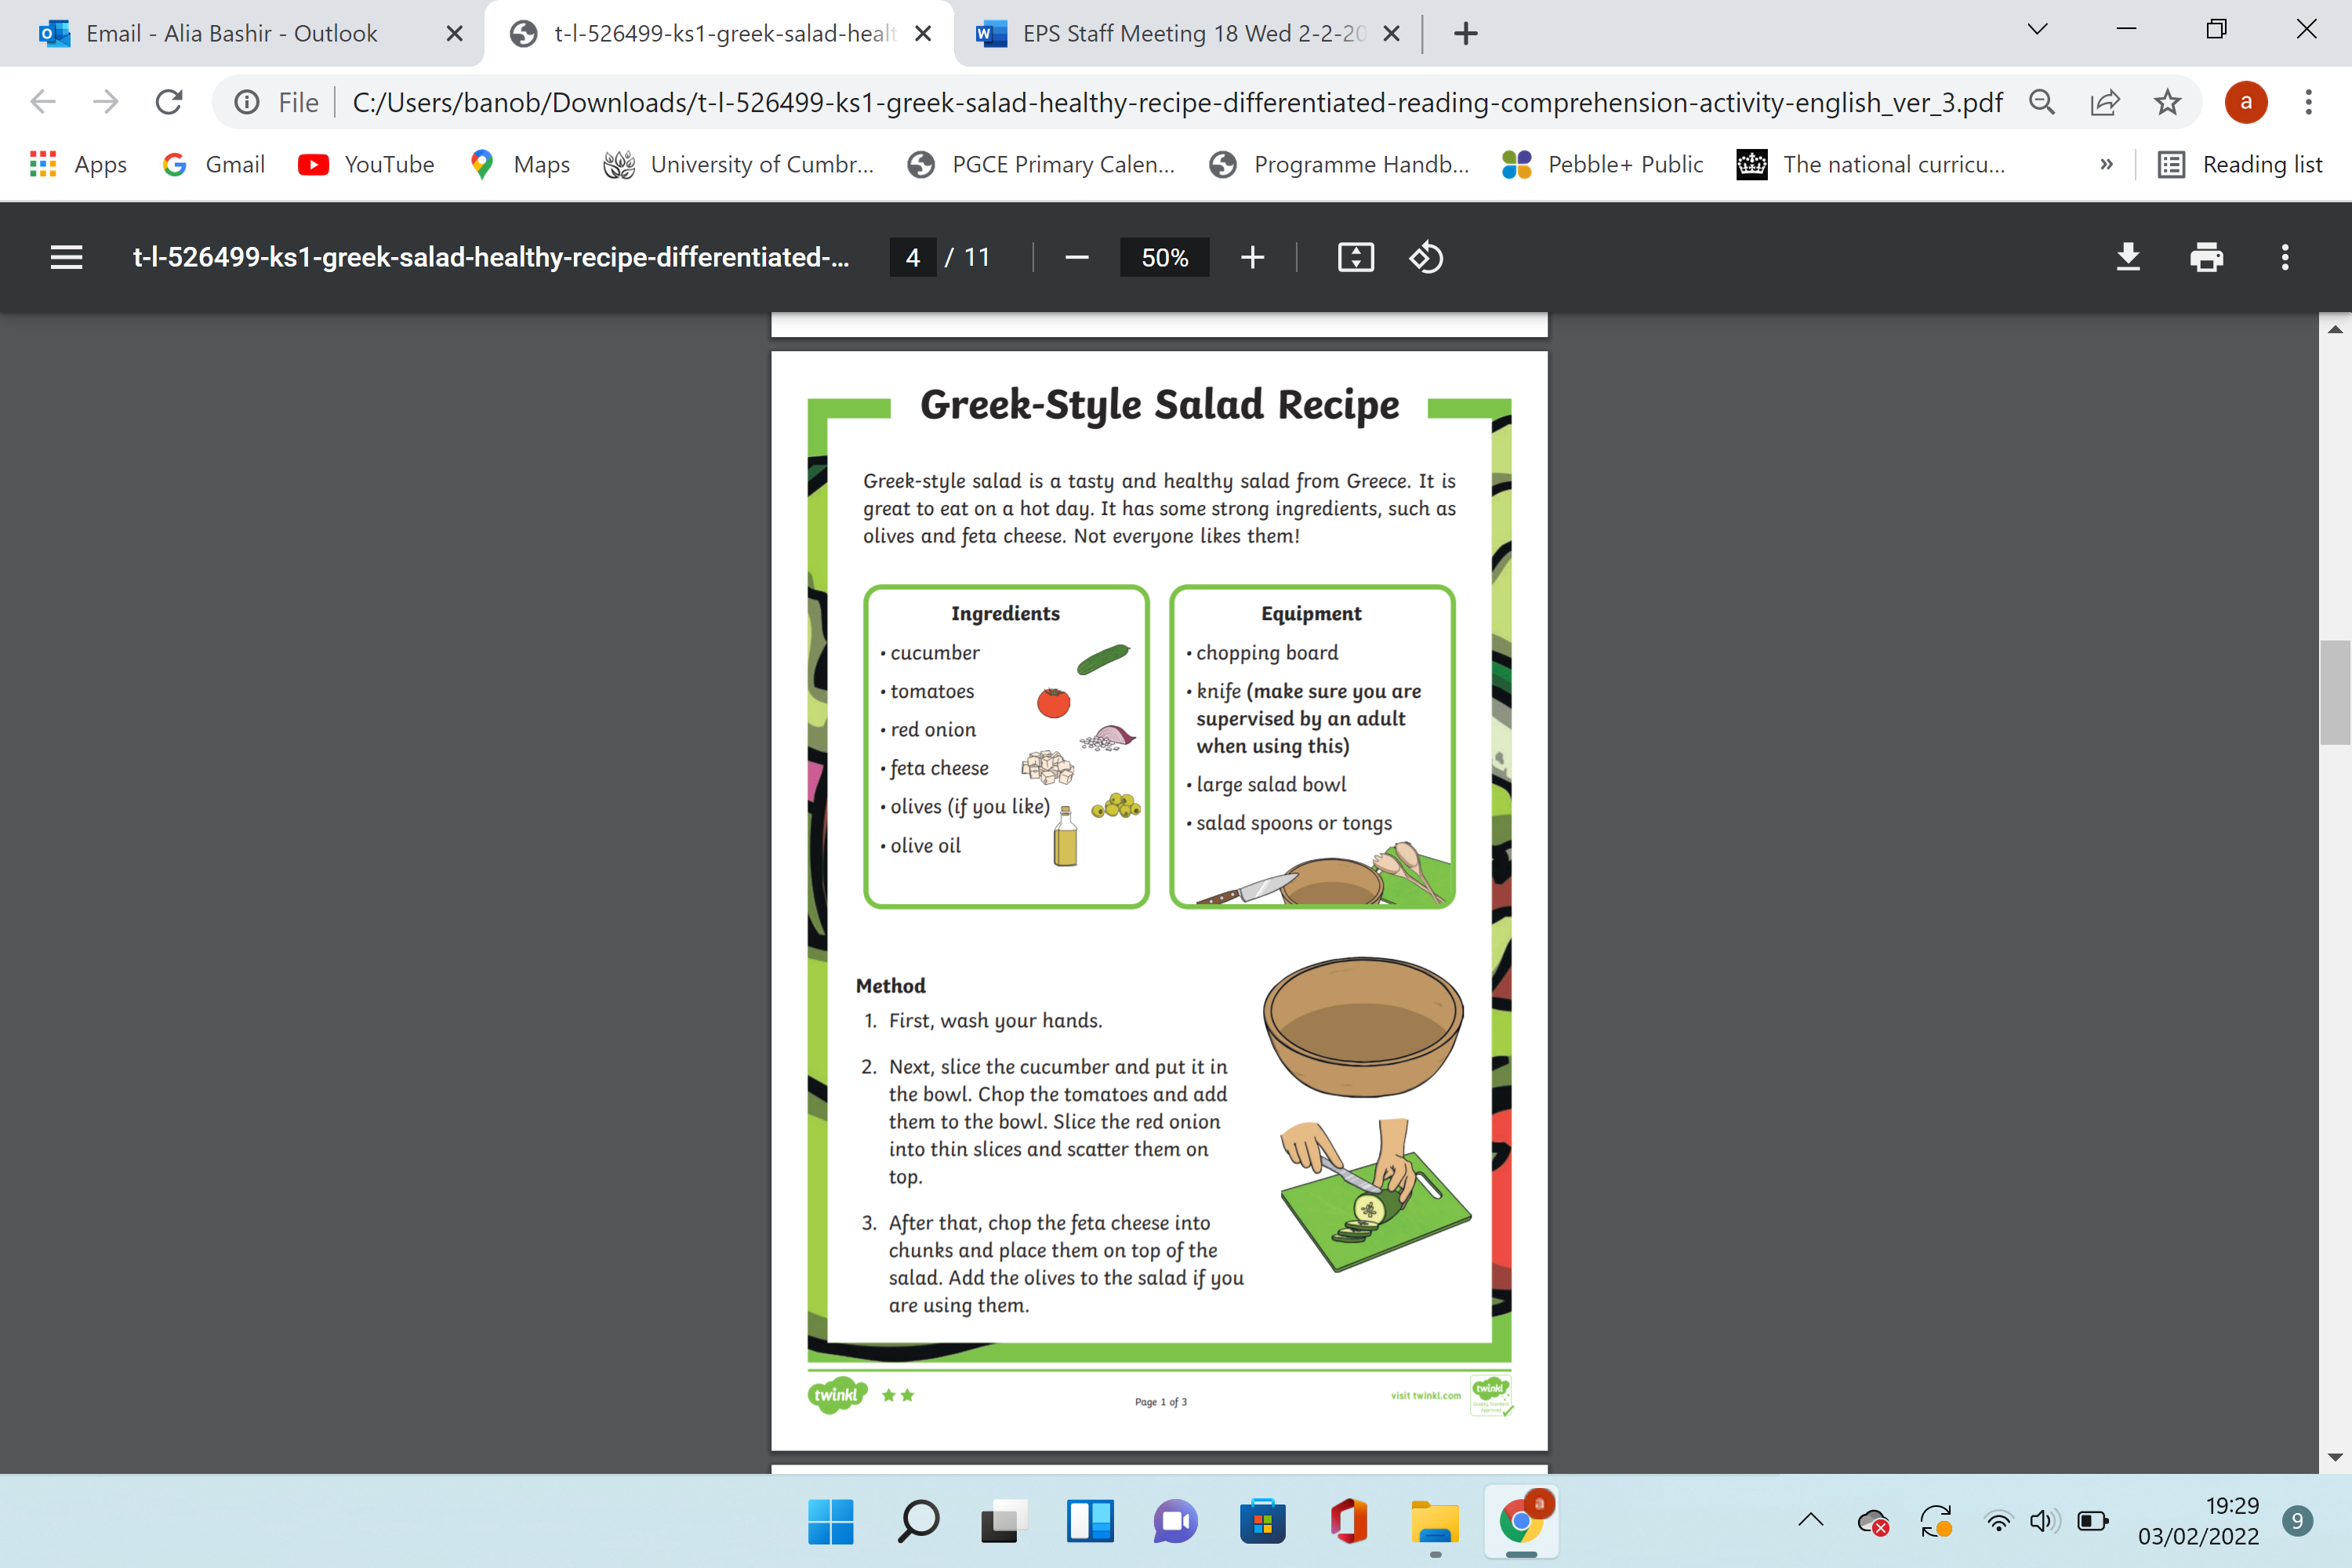 Email - Alia Bashir - Outlook
t-l-526499-ks1-greek-salad-healt
EPS Staff Meeting 18 Wed 2-2-20
File
C:/Users/banob/Downloads/t-l-526499-ks1-greek-salad-healthy-recipe-differentiated-reading-comprehension-activity-english_ver_3.pdf
a
Apps
Gmail
YouTube
Maps
University of Cumbr...
PGCE Primary Calen...
Programme Handb...
Pebble+ Public
The national curricu...
»
Reading list
t-l-526499-ks1-greek-salad-healthy-recipe-differentiated-...
4 / 11
50%
Greek-Style Salad Recipe
Greek-style salad is a tasty and healthy salad from Greece. It is
great to eat on a hot day. It has some strong ingredients, such as
olives and feta cheese. Not everyone likes them!
Ingredients
• cucumber
• tomatoes
• red onion
• feta cheese
• olives (if you like)
• olive oil
Equipment
• chopping board
• knife (make sure you are
supervised by an adult
when using this)
• large salad bowl
• salad spoons or tongs
Method
1. First, wash your hands.
2. Next, slice the cucumber and put it in
the bowl. Chop the tomatoes and add
them to the bowl. Slice the red onion
into thin slices and scatter them on
top.
3. After that, chop the feta cheese into
chunks and place them on top of the
salad. Add the olives to the salad if you
are using them.
twinkl
Page 1 of 3
visit twinkl.com
twinkl
Quality Standard
Approved
a
19:29
03/02/2022
9